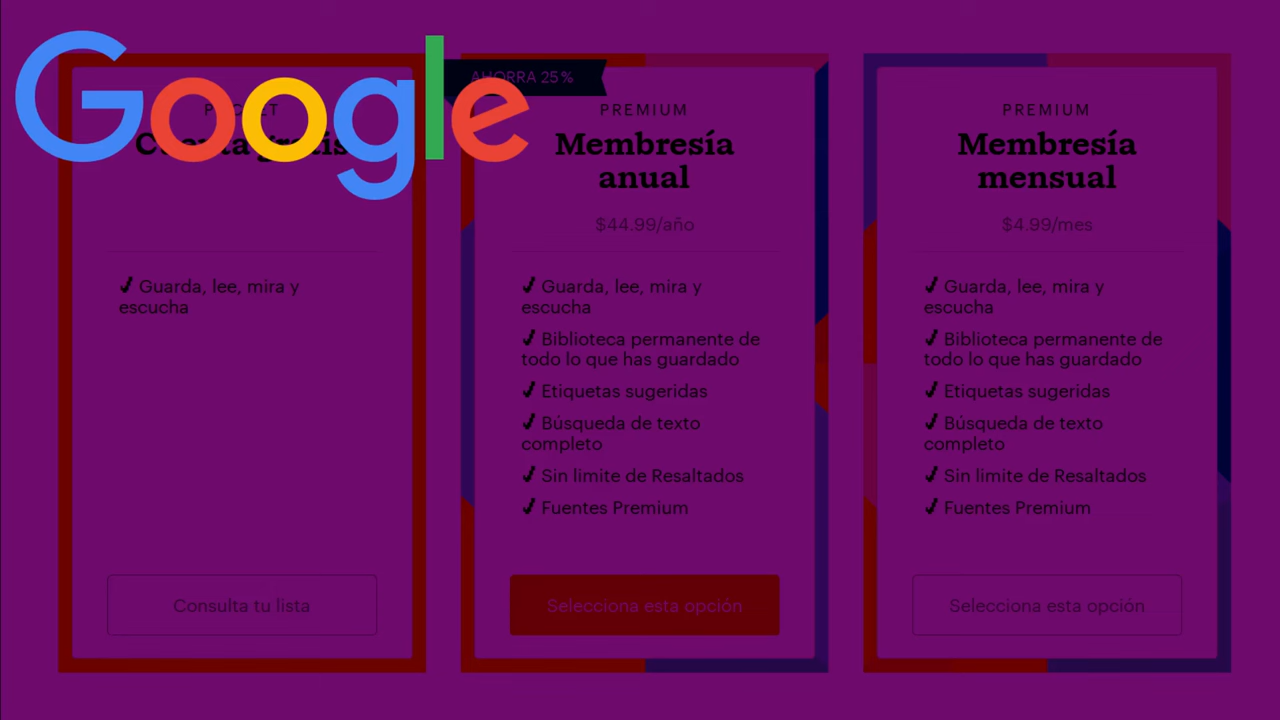 Google
AHORRA 25%
Cuenta gratis
Guarda, lee, mira y
escucha
Consulta tu lista
PREMIUM
Membresía
anual
$44.99/año
Guarda, lee, mira y
escucha
Biblioteca permanente de
todo lo que has guardado
Etiquetas sugeridas
Búsqueda de texto
completo
Sin limite de Resaltados
Fuentes Premium
Selecciona esta opción
PREMIUM
Membresía
mensual
$4.99/mes
Guarda, lee, mira y
escucha
Biblioteca permanente de
todo lo que has guardado
Etiquetas sugeridas
Búsqueda de texto
completo
Sin limite de Resaltados
Fuentes Premium
Selecciona esta opción